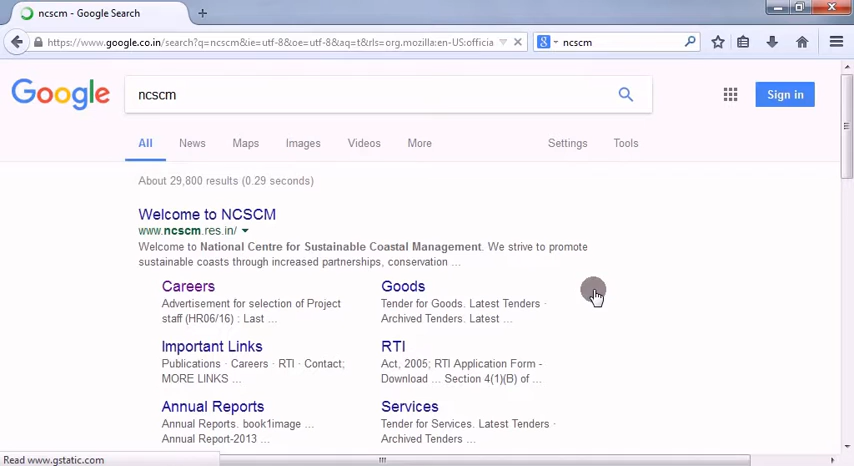 ncscm - Google Search
https://www.google.co.in/search?q=ncscm&ie=utf-8&oe=utf-8&aq=t&rls=org.mozilla:en-US:officia
ncscm
Google
ncscm
Sign in
All News Maps Images Videos More Settings Tools
About 29,800 results (0.29 seconds)
Welcome to NCSCM
www.ncscm.res.in/
Welcome to National Centre for Sustainable Coastal Management. We strive to promote
sustainable coasts through increased partnerships, conservation ...
Careers
Advertisement for selection of Project
staff (HR06/16) : Last ...
Goods
Tender for Goods. Latest Tenders ·
Archived Tenders. Latest ...
Important Links
Publications · Careers · RTI · Contact;
MORE LINKS ...
RTI
Act, 2005; RTI Application Form -
Download ... Section 4(1)(B) of ...
Annual Reports
Annual Reports. book1image ...
Annual Report-2013 ...
Services
Tender for Services. Latest Tenders ·
Archived Tenders ...
Read www.gstatic.com